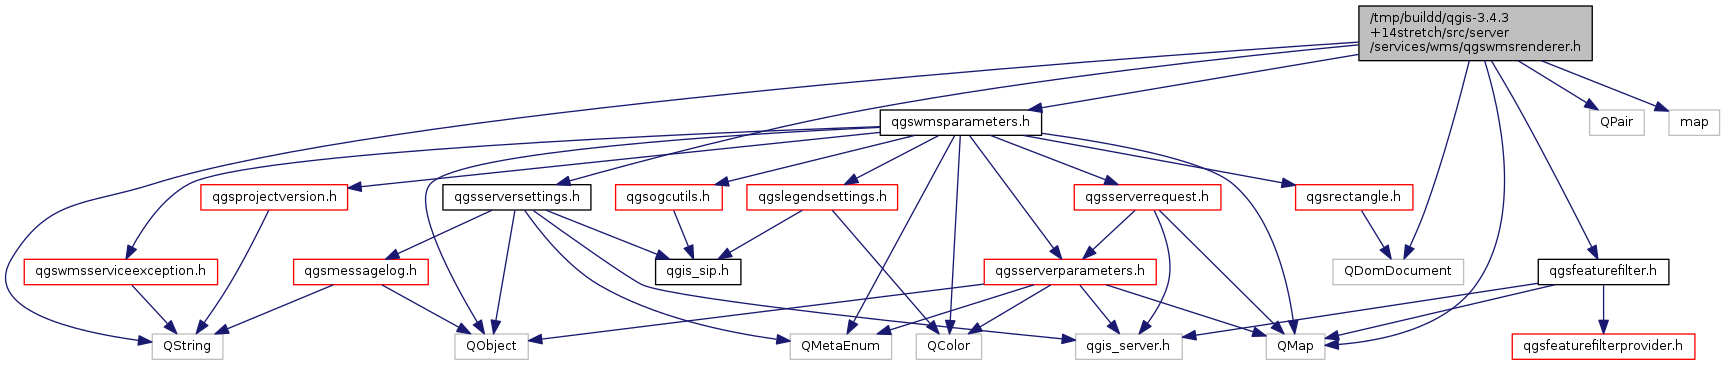 /tmp/buildd/qgis-3.4.3
+14stretch/src/server
/services/wms/qgswmsrenderer.h
qgswmsparameters.h
QPair
map
qgsprojectversion.h
qgsserversettings.h
qgsogcutils.h
qgslegendsettings.h
qgsserverrequest.h
qgsrectangle.h
qgswmsserviceexception.h
qgsmessagelog.h
qgis_sip.h
qgsserverparameters.h
QDomDocument
qgsfeaturefilter.h
QString
QObject
QMetaEnum
QColor
qgis_server.h
QMap
qgsfeaturefilterprovider.h